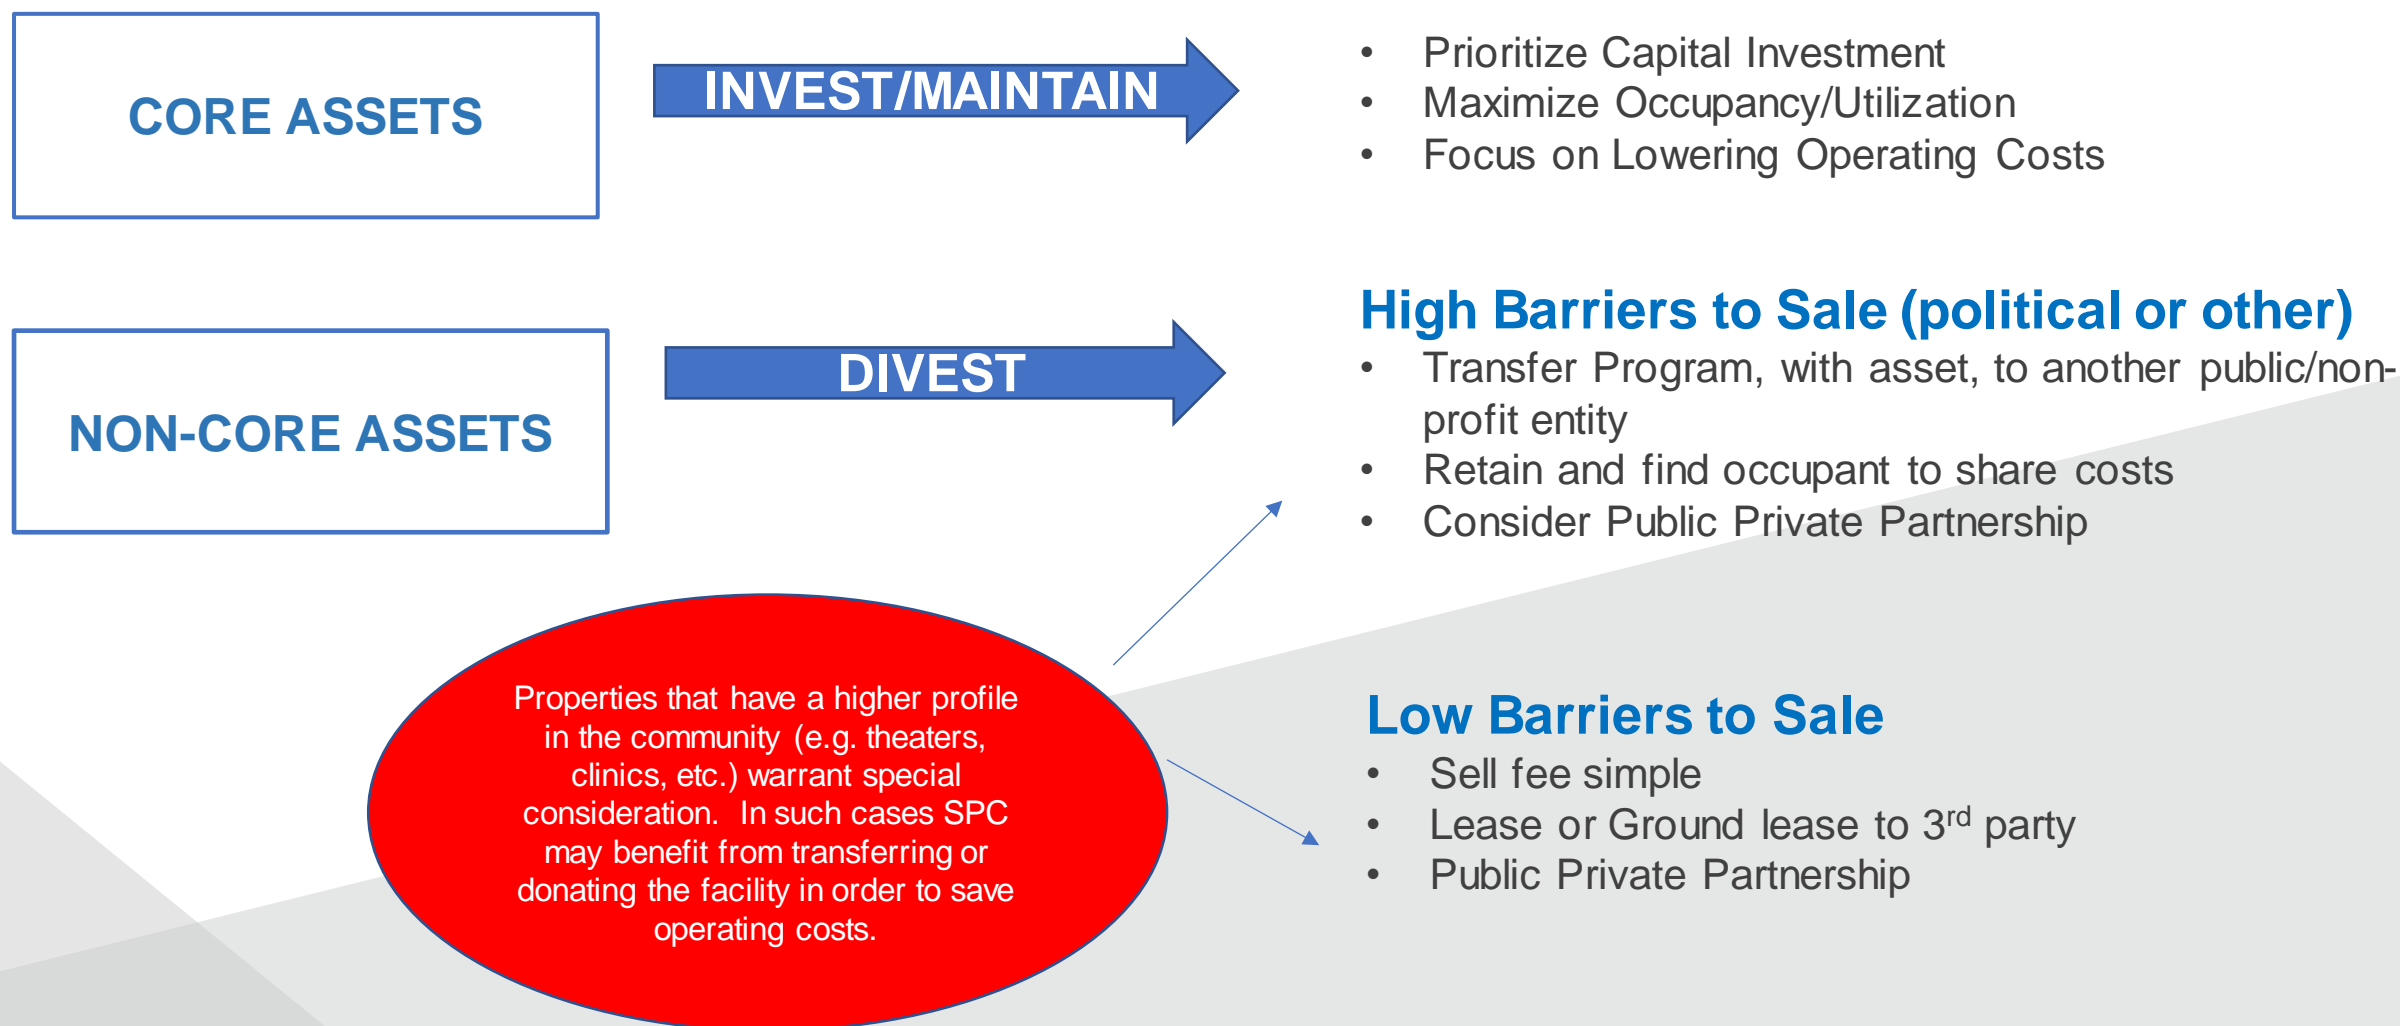 CORE ASSETS
INVEST/MAINTAIN
• Prioritize Capital Investment
• Maximize Occupancy/Utilization
• Focus on Lowering Operating Costs
NON-CORE ASSETS
DIVEST
High Barriers to Sale (political or other)
• Transfer Program, with asset, to another public/non-
profit entity
• Retain and find occupant to share costs
• Consider Public Private Partnership
Properties that have a higher profile
in the community (e.g. theaters,
clinics, etc.) warrant special
consideration. In such cases SPC
may benefit from transferring or
donating the facility in order to save
operating costs.
Low Barriers to Sale
• Sell fee simple
• Lease or Ground lease to 3rd party
• Public Private Partnership